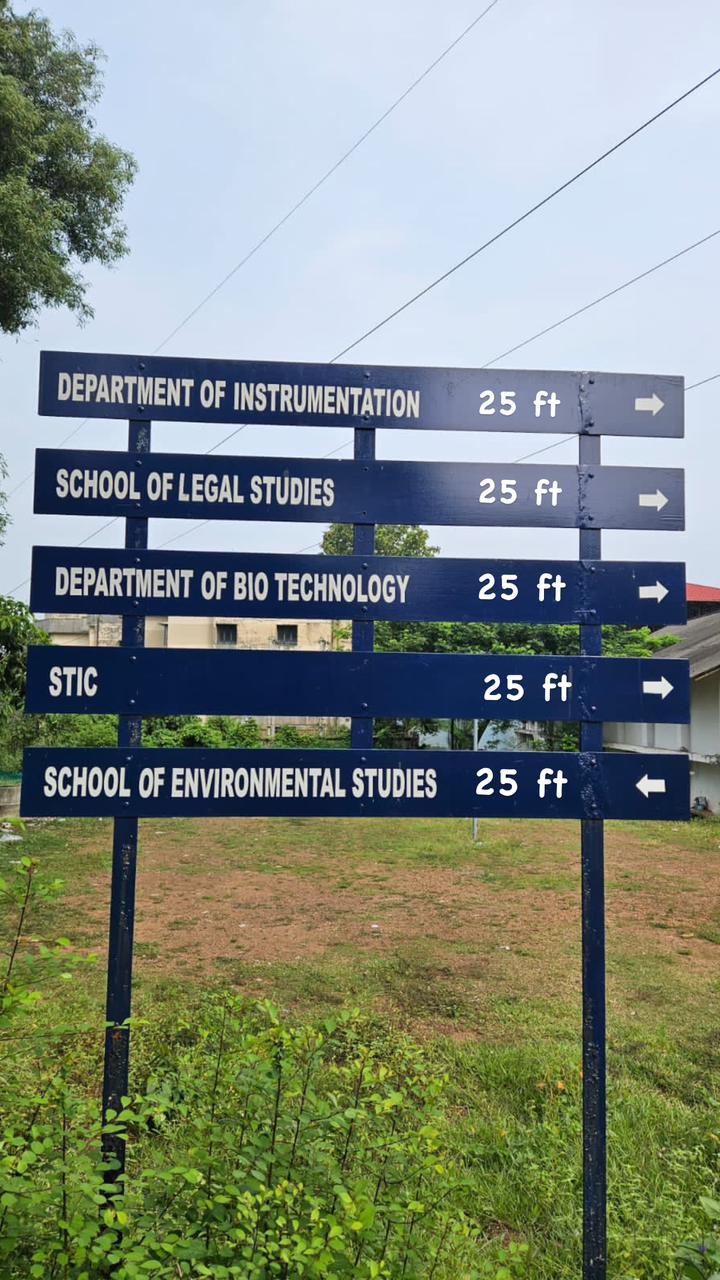 DEPARTMENT OF INSTRUMENTATION 25 ft →
SCHOOL OF LEGAL STUDIES 25 ft →
DEPARTMENT OF BIO TECHNOLOGY 25 ft →
STIC 25 ft →
SCHOOL OF ENVIRONMENTAL STUDIES 25 ft ←